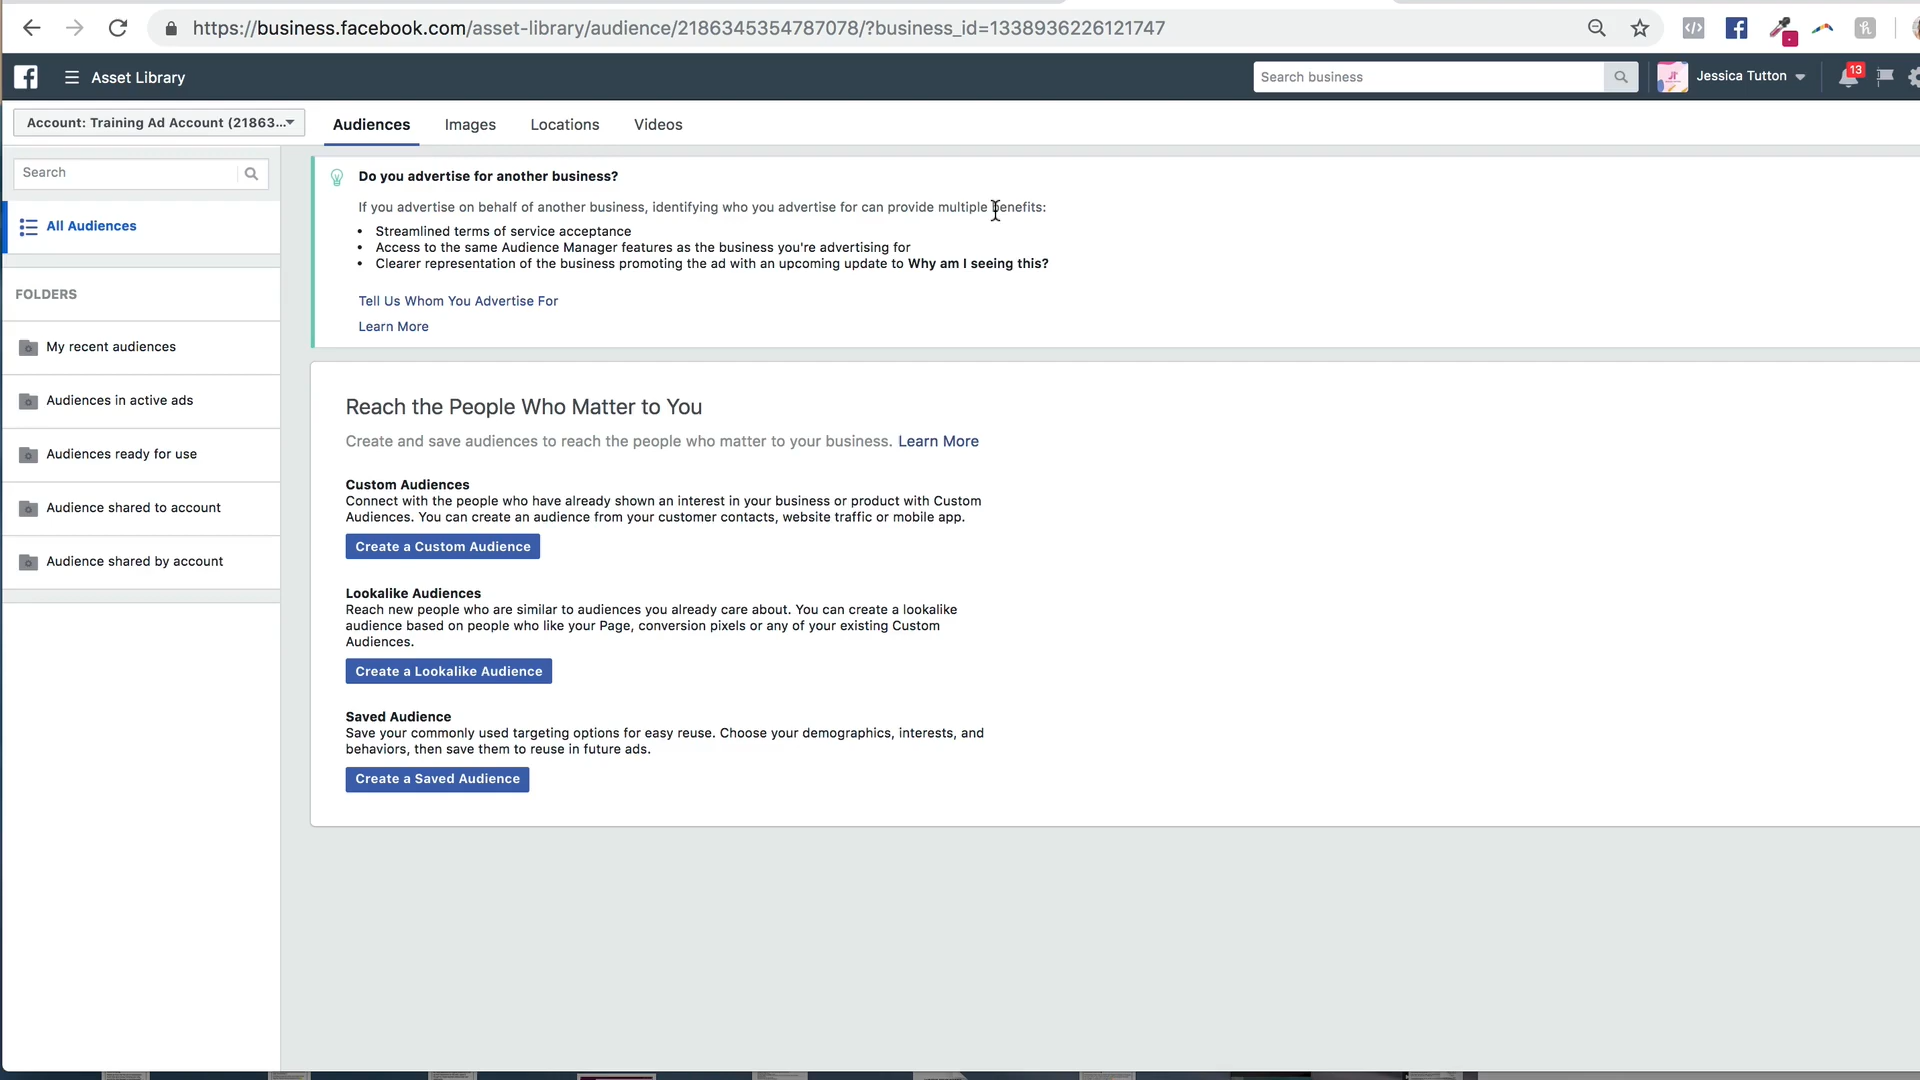 https://business.facebook.com/asset-library/audience/2186345354787078/?business_id=1338936226121747
Asset Library
Search business
Jessica Tutton
13
Account: Training Ad Account (21863...
Audiences
Images
Locations
Videos
Search
All Audiences
FOLDERS
My recent audiences
Audiences in active ads
Audiences ready for use
Audience shared to account
Audience shared by account
Do you advertise for another business?
If you advertise on behalf of another business, identifying who you advertise for can provide multiple benefits:
• Streamlined terms of service acceptance
• Access to the same Audience Manager features as the business you're advertising for
• Clearer representation of the business promoting the ad with an upcoming update to Why am I seeing this?
Tell Us Whom You Advertise For
Learn More
Reach the People Who Matter to You
Create and save audiences to reach the people who matter to your business. Learn More
Custom Audiences
Connect with the people who have already shown an interest in your business or product with Custom
Audiences. You can create an audience from your customer contacts, website traffic or mobile app.
Create a Custom Audience
Lookalike Audiences
Reach new people who are similar to audiences you already care about. You can create a lookalike
audience based on people who like your Page, conversion pixels or any of your existing Custom
Audiences.
Create a Lookalike Audience
Saved Audience
Save your commonly used targeting options for easy reuse. Choose your demographics, interests, and
behaviors, then save them to reuse in future ads.
Create a Saved Audience